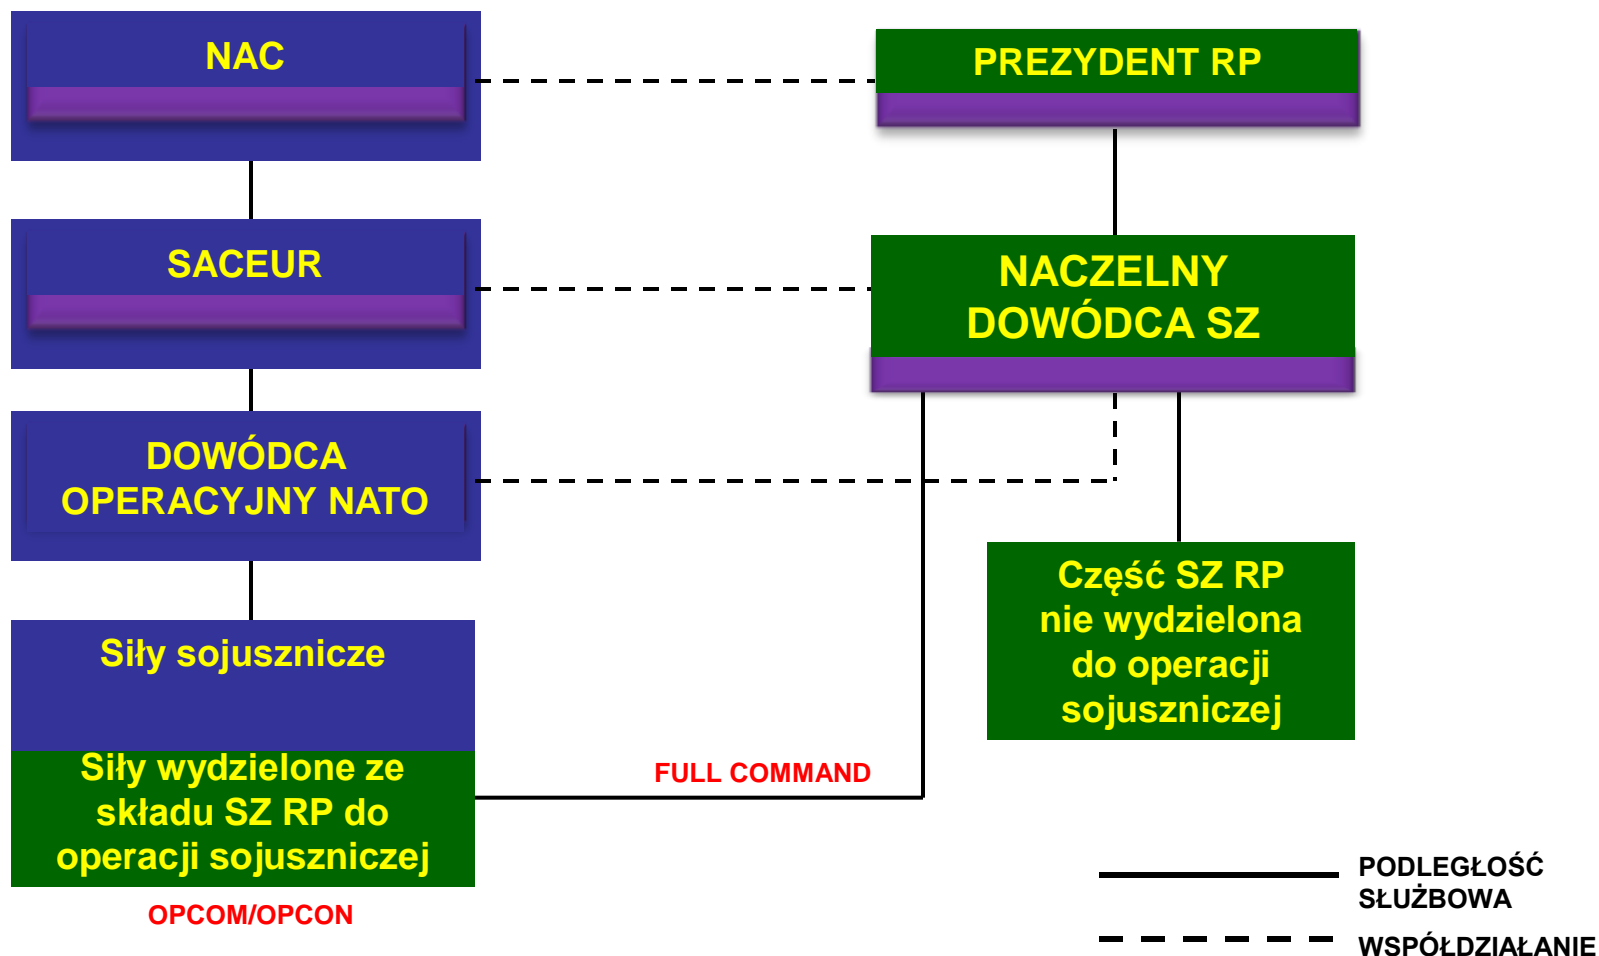 NAC
PREZYDENT RP
SACEUR
NACZELNY
DOWÓDCA SZ
DOWÓDCA
OPERACYJNY NATO
Część SZ RP
nie wydzielona
do operacji
sojuszniczej
Siły sojusznicze
Siły wydzielone ze
składu SZ RP do
operacji sojuszniczej
FULL COMMAND
OPCOM/OPCON
PODLEGŁOŚĆ
SŁUŻBOWA
WSPÓŁDZIAŁANIE